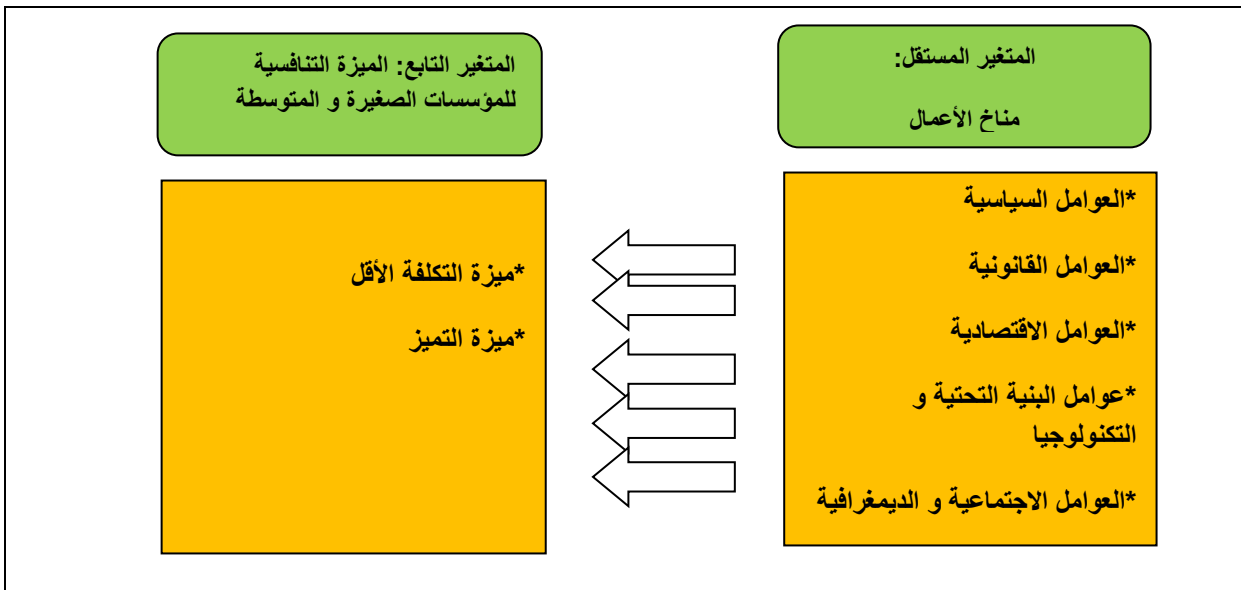 المتغير المستقل:
مناخ الأعمال
*العوامل السياسية
*العوامل القانونية
*العوامل الاقتصادية
*عوامل البنية التحتية و
التكنولوجيا
*العوامل الاجتماعية و الديمغرافية
المتغير التابع: الميزة التنافسية
للمؤسسات الصغيرة و المتوسطة
*ميزة التكلفة الأقل
*ميزة التميز